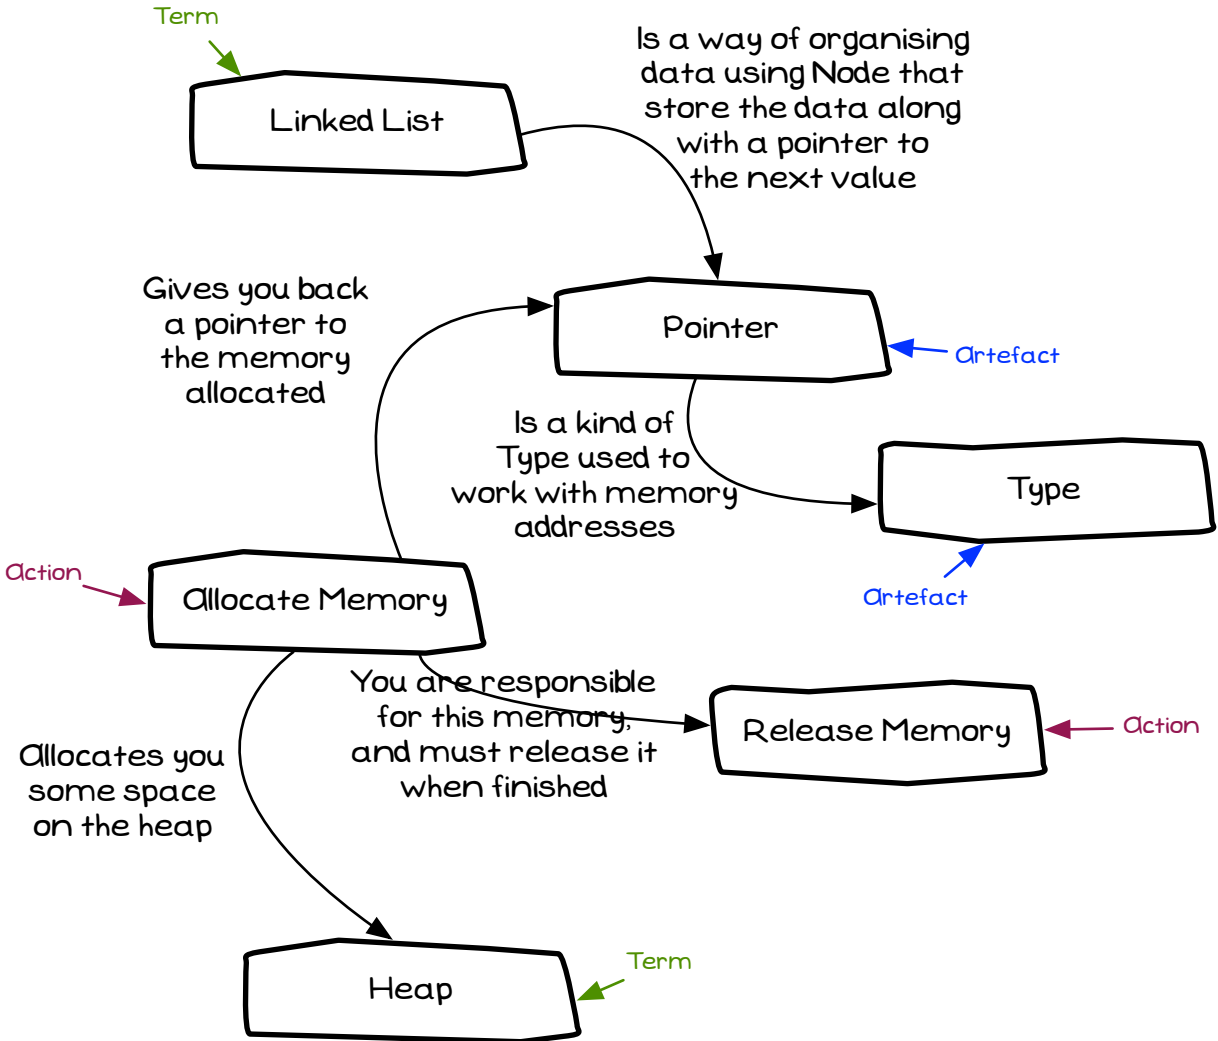 Term
Linked List
Is a way of organising
data using Node that
store the data along
with a pointer to
the next value
Gives you back
a pointer to
the memory
allocated
Pointer
Artefact
Is a kind of
Type used to
work with memory
addresses
Type
Artefact
Action
Allocate Memory
You are responsible
for this memory,
and must release it
when finished
Release Memory
Action
Allocates you
some space
on the heap
Heap
Term